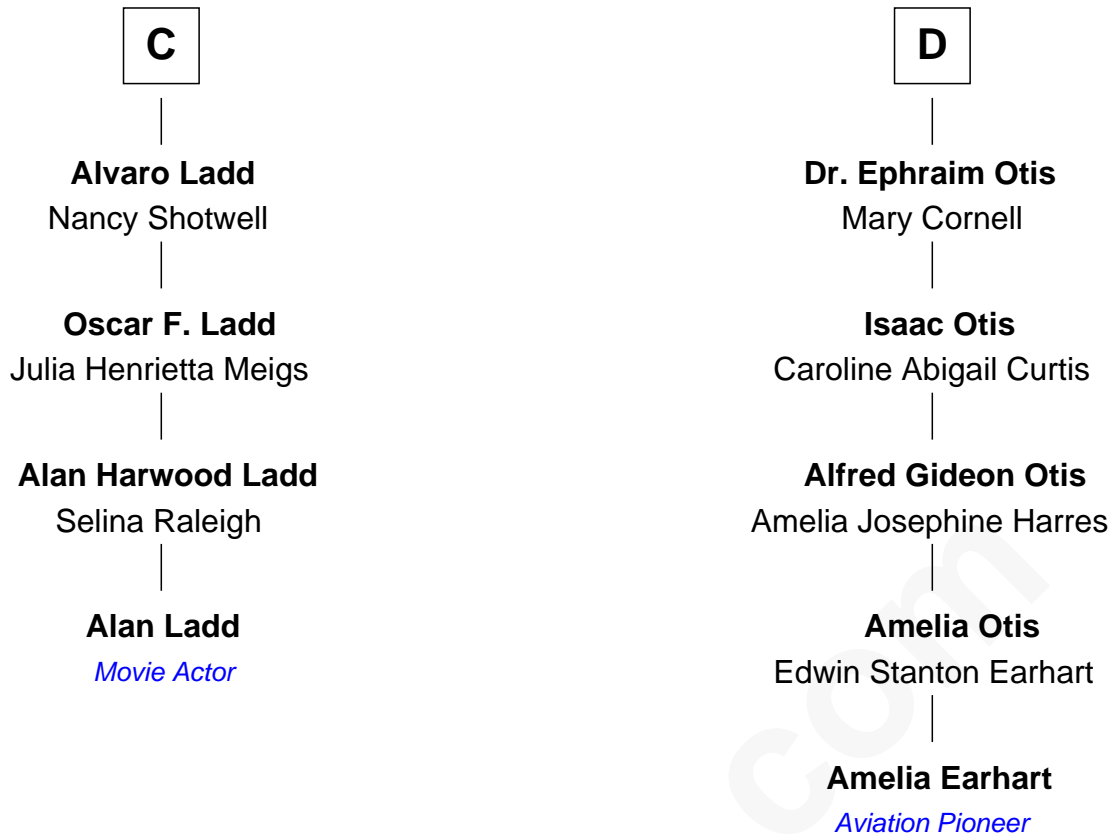 C
Alvaro Ladd
Nancy Shotwell
Oscar F. Ladd
Julia Henrietta Meigs
Alan Harwood Ladd
Selina Raleigh
Alan Ladd
Movie Actor
D
Dr. Ephraim Otis
Mary Cornell
Isaac Otis
Caroline Abigail Curtis
Alfred Gideon Otis
Amelia Josephine Harres
Amelia Otis
Edwin Stanton Earhart
Amelia Earhart
Aviation Pioneer
com